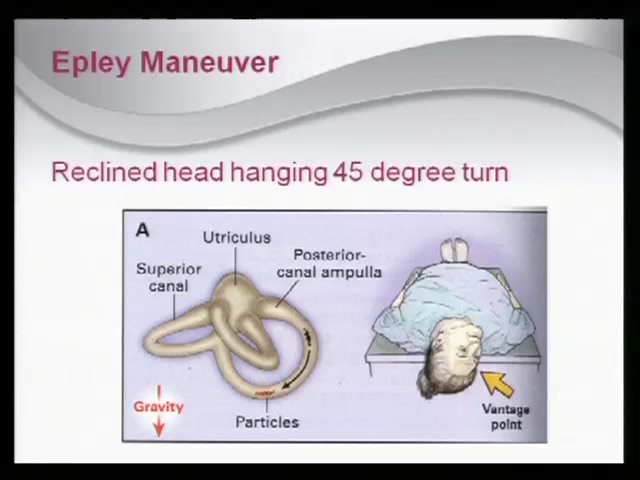 Epley Maneuver
Reclined head hanging 45 degree turn
A
Utriculus
Posterior-
canal ampulla
Superior
canal
Gravity
Particles
Vantage
point